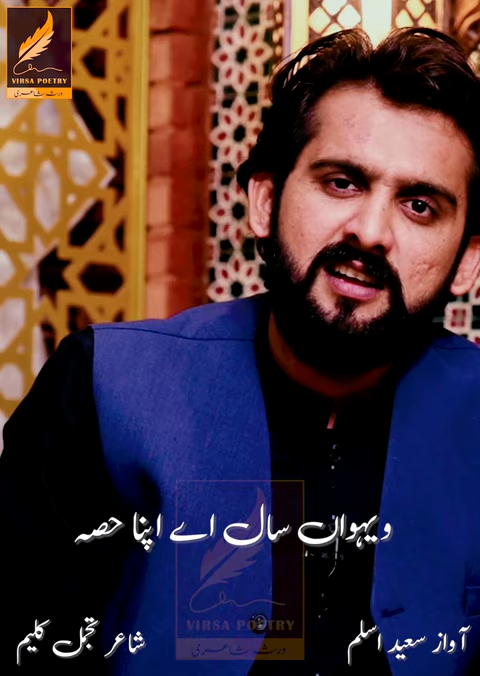 VIRSA POETRY
ورثہ شاعری
ویہواں سال اے اپنا حصہ
VIRSA POETRY
ورثہ شاعری
آواز سعید اسلم
شاعر تجمل کلیم